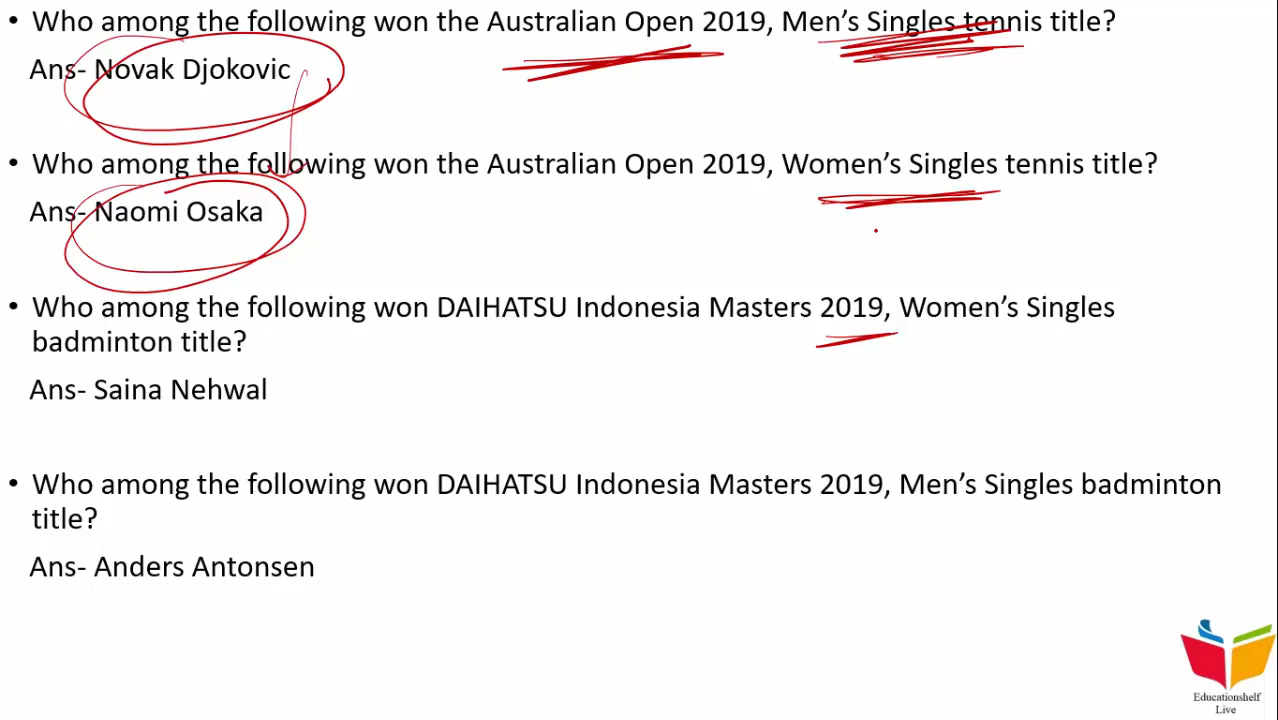 • Who among the following won the Australian Open 2019, Men’s Singles tennis title?
Ans- Novak Djokovic
• Who among the following won the Australian Open 2019, Women’s Singles tennis title?
Ans- Naomi Osaka
• Who among the following won DAIHATSU Indonesia Masters 2019, Women’s Singles
badminton title?
Ans- Saina Nehwal
• Who among the following won DAIHATSU Indonesia Masters 2019, Men’s Singles badminton
title?
Ans- Anders Antonsen
Educationshelf
Live